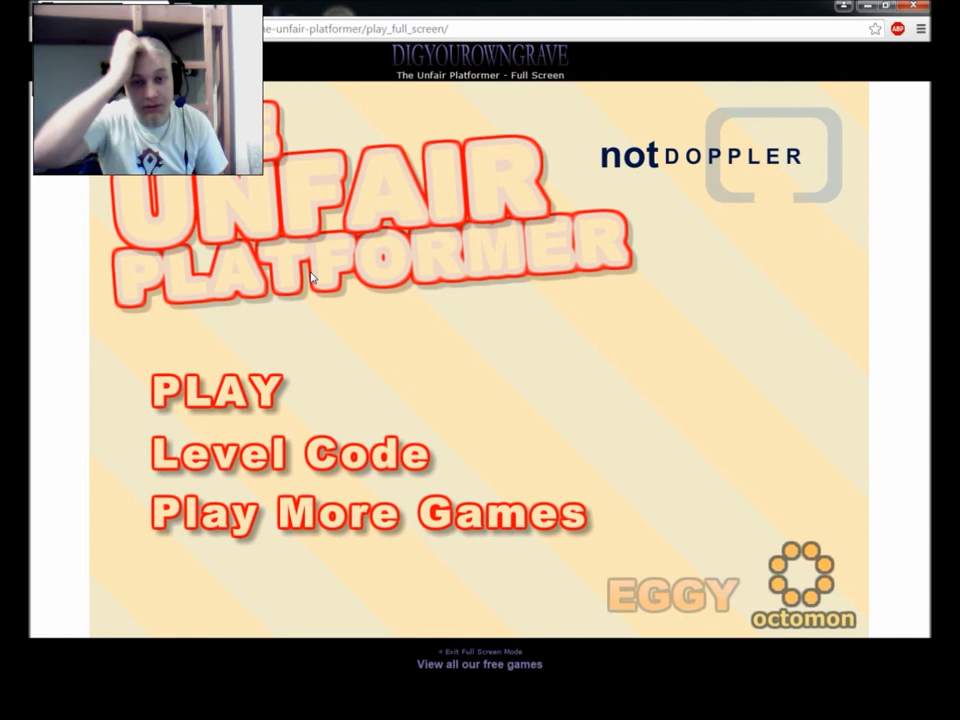 e-unfair-platformer/play_full_screen/
ABP
DIGYOUROWNGRAVE
The Unfair Platformer - Full Screen
UNFAIR
PLATFORMER
notDOPPLER
PLAY
Level Code
Play More Games
EGGY
octomon
« Exit Full Screen Mode
View all our free games